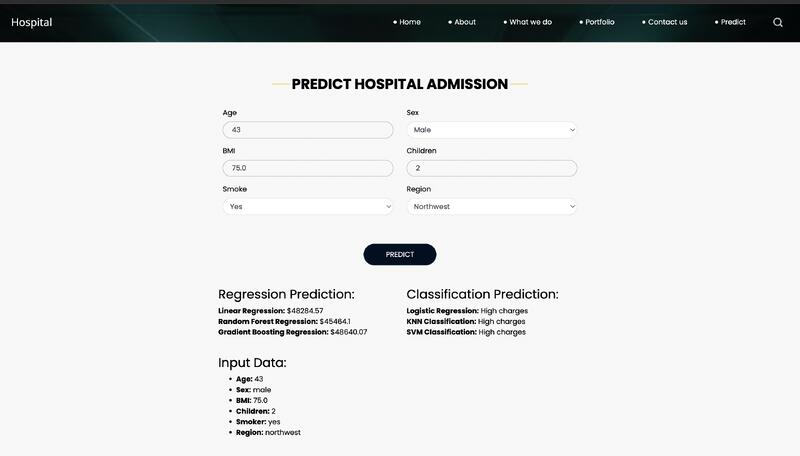 Hospital
Home
About
What we do
Portfolio
Contact us
Predict
PREDICT HOSPITAL ADMISSION
Age
Sex
43
Male
BMI
Children
75.0
2
Smoke
Region
Yes
Northwest
PREDICT
Regression Prediction:
Linear Regression: $48284.57
Random Forest Regression: $45464.1
Gradient Boosting Regression: $48640.07
Classification Prediction:
Logistic Regression: High charges
KNN Classification: High charges
SVM Classification: High charges
Input Data:
Age: 43
Sex: male
BMI: 75.0
Children: 2
Smoker: yes
Region: northwest